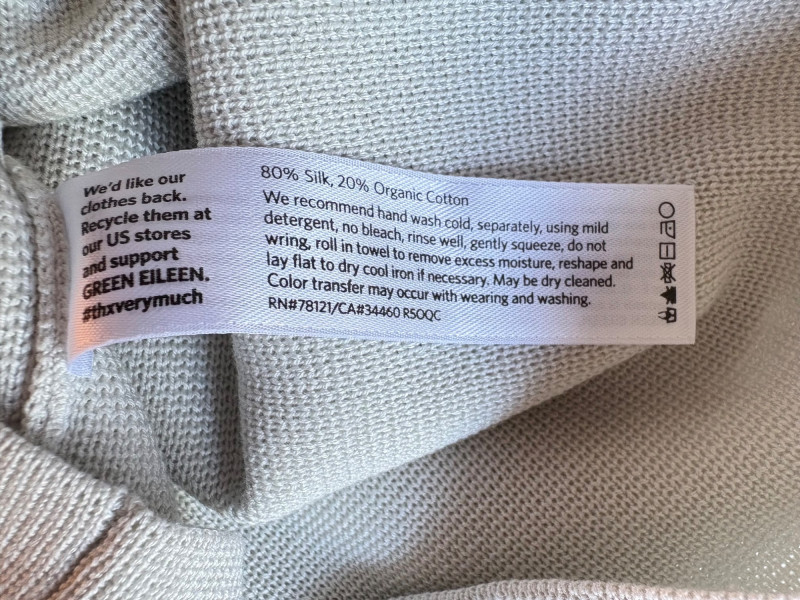 We'd like our
clothes back.
Recycle them at
our US stores
and support
GREEN EILEEN.
#thxverymuch
80% Silk, 20% Organic Cotton
We recommend hand wash cold, separately, using mild
detergent, no bleach, rinse well, gently squeeze, do not
wring, roll in towel to remove excess moisture, reshape and
lay flat to dry cool iron if necessary. May be dry cleaned.
Color transfer may occur with wearing and washing.
RN#78121/CA#34460 R5OQC